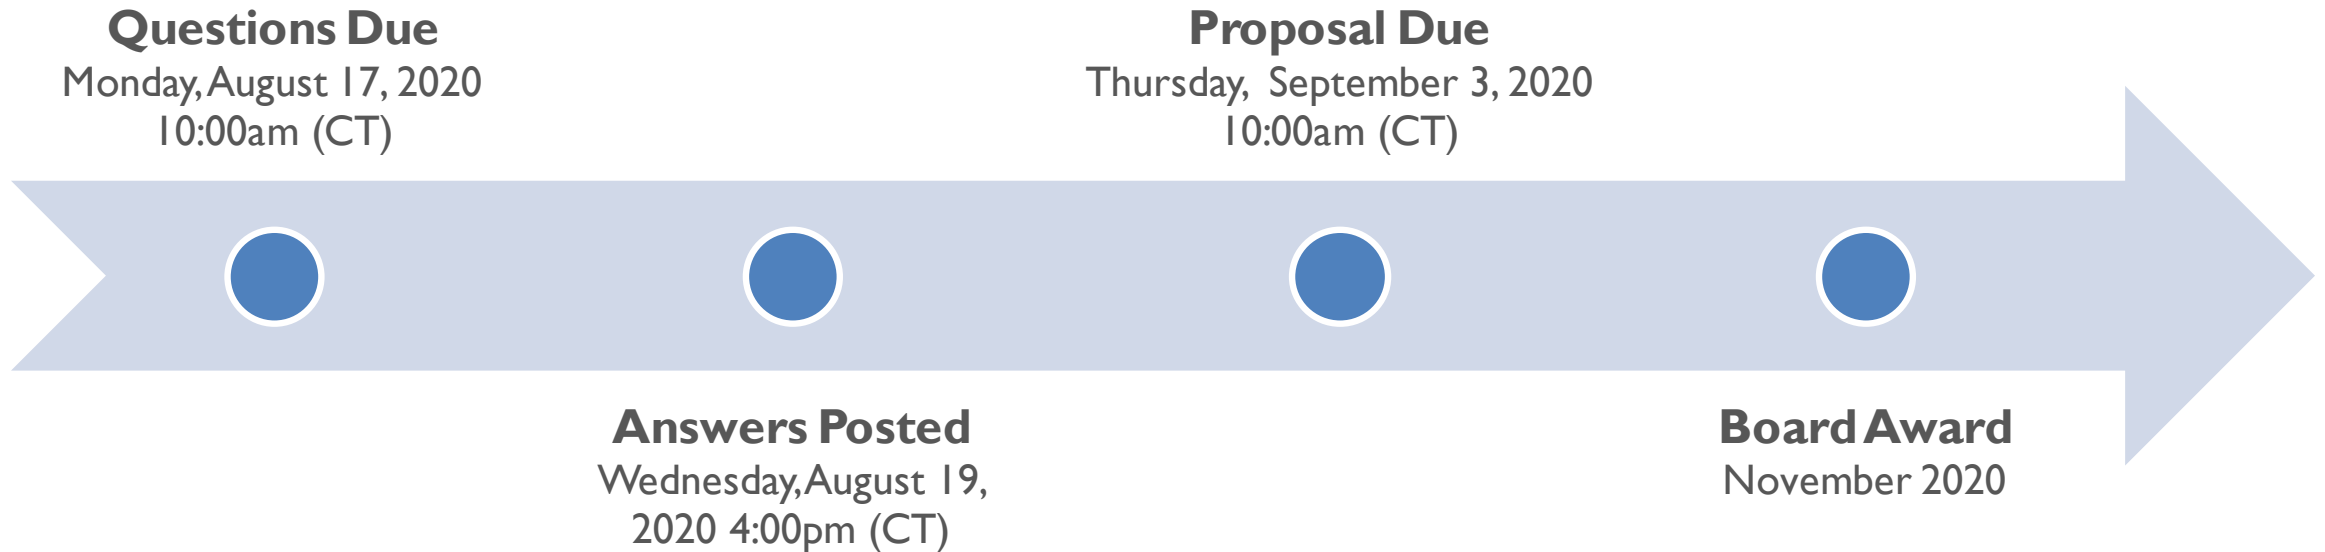 Questions Due
Monday, August 17, 2020
10:00am (CT)
Answers Posted
Wednesday, August 19,
2020 4:00pm (CT)
Proposal Due
Thursday, September 3, 2020
10:00am (CT)
Board Award
November 2020